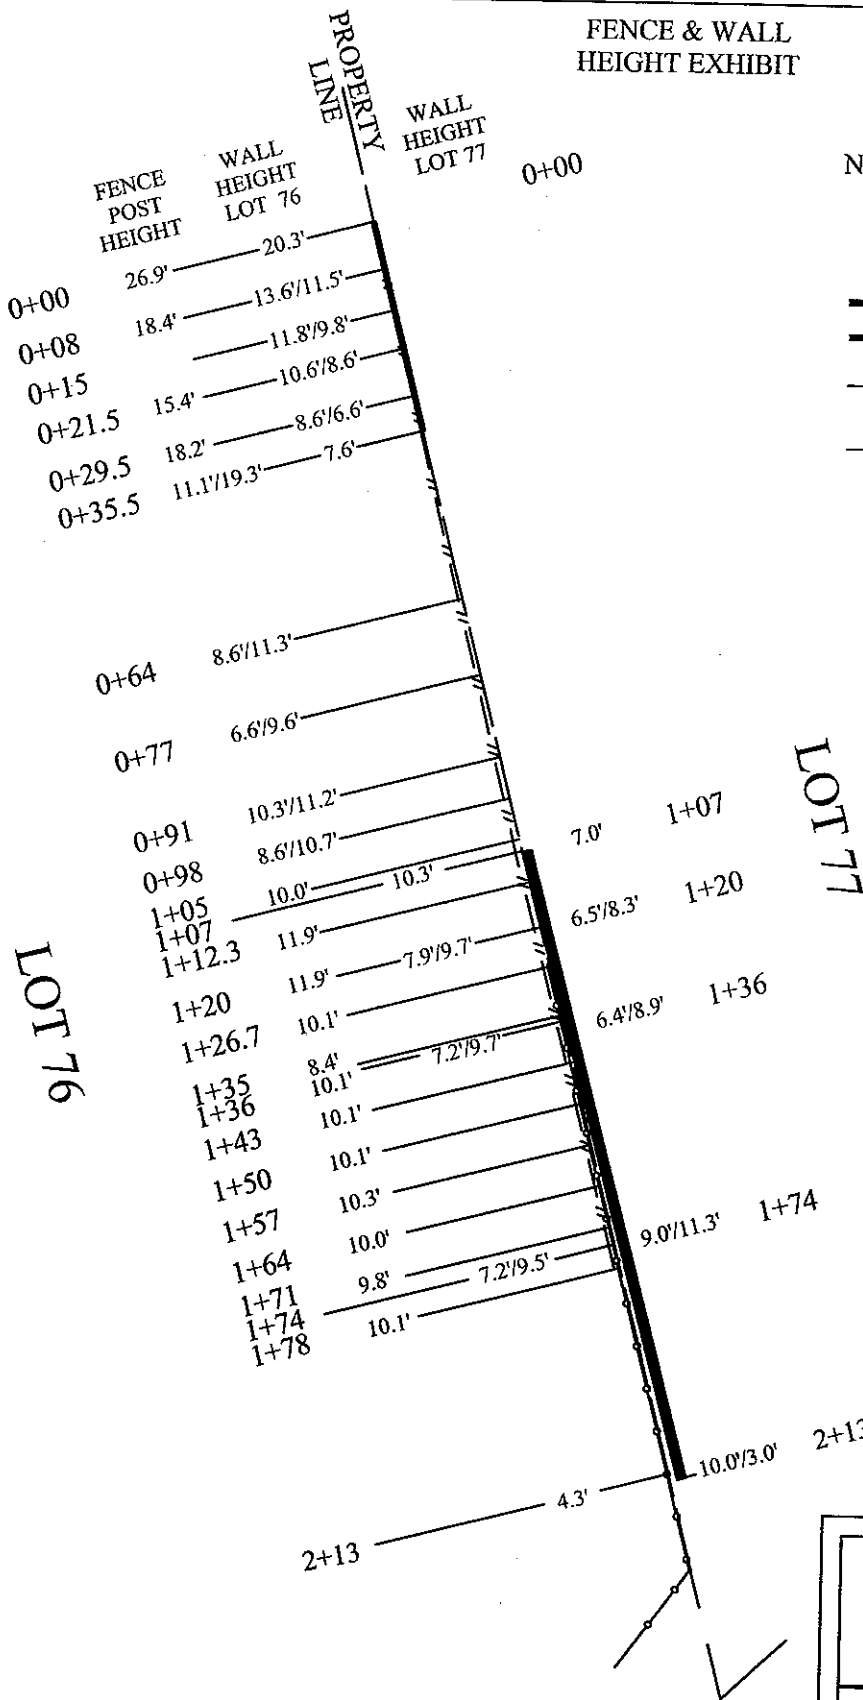 FENCE & WALL
HEIGHT EXHIBIT
PROPERTY
LINE
FENCE
POST
HEIGHT
WALL
HEIGHT
LOT 76
WALL
HEIGHT
LOT 77
0+00
N
0+00 26.9' 20.3'
0+08 18.4' 13.6'/11.5'
0+15 11.8'/9.8'
0+21.5 15.4' 10.6'/8.6'
0+29.5 18.2' 8.6'/6.6'
0+35.5 11.1'/19.3' 7.6'
0+64 8.6'/11.3'
0+77 6.6'/9.6'
0+91 10.3'/11.2'
0+98 8.6'/10.7'
1+05 10.0'
1+07 10.3' 7.0' 1+07
1+12.3 11.9'
1+20 11.9' 7.9'/9.7' 6.5'/8.3' 1+20
1+26.7 10.1'
1+35 8.4'
1+36 10.1' 7.2'/9.7' 6.4'/8.9' 1+36
1+43 10.1'
1+50 10.1'
1+57 10.3'
1+64 10.0'
1+71 9.8'
1+74 7.2'/9.5' 9.0'/11.3' 1+74
1+78 10.1'
2+13 4.3' 10.0'/3.0' 2+13
LOT 76
LOT 77